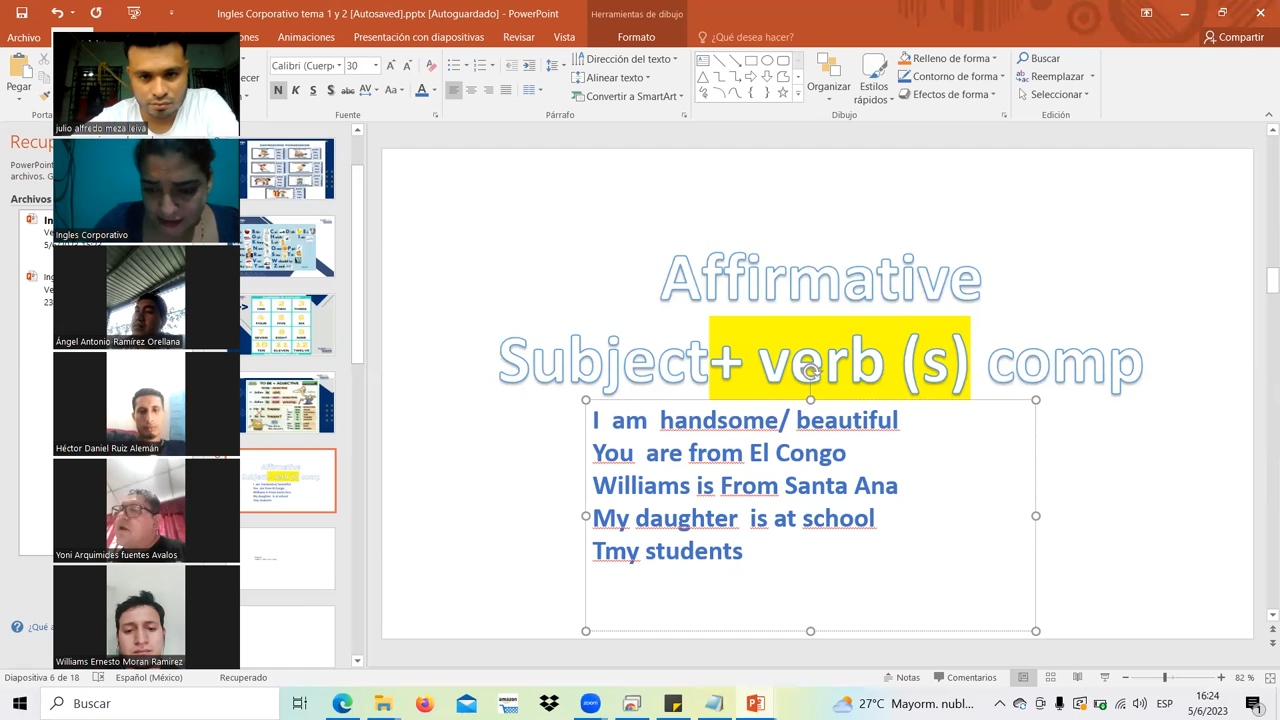 Ingles Corporativo tema 1 y 2 [Autosaved].pptx (Autoguardado) - PowerPoint
Herramientas de dibujo
Archivo
Animaciones
Presentación con diapositivas
Revisar
Vista
Formato
¿Qué desea hacer?
Compartir
Pegar
Calibri (Cuerpo)
30
Dirección del texto
Alinear texto
Convertir a SmartArt
Organizar
Estilos rápidos
Relleno de forma
Contorno de forma
Efectos de forma
Buscar
Reemplazar
Seleccionar
Fuente
Párrafo
Dibujo
Edición
julio alfredo meza leiva
Ingles Corporativo
Ángel Antonio Ramírez Orellana
Héctor Daniel Ruiz Alemán
Yoni Arquimides fuentes Avalos
Williams Ernesto Moran Ramirez
Affirmative
Subject+ verb (s) comp
I am handsome/ beautiful
You are from El Congo
Williams is From Santa Ana
My daughter is at school
Tmy students
Diapositiva 6 de 18
Español (México)
Recuperado
Notas
Comentarios
82 %
Buscar
27°C Mayorm. nubl...
ESP
16:24
5/6/2023